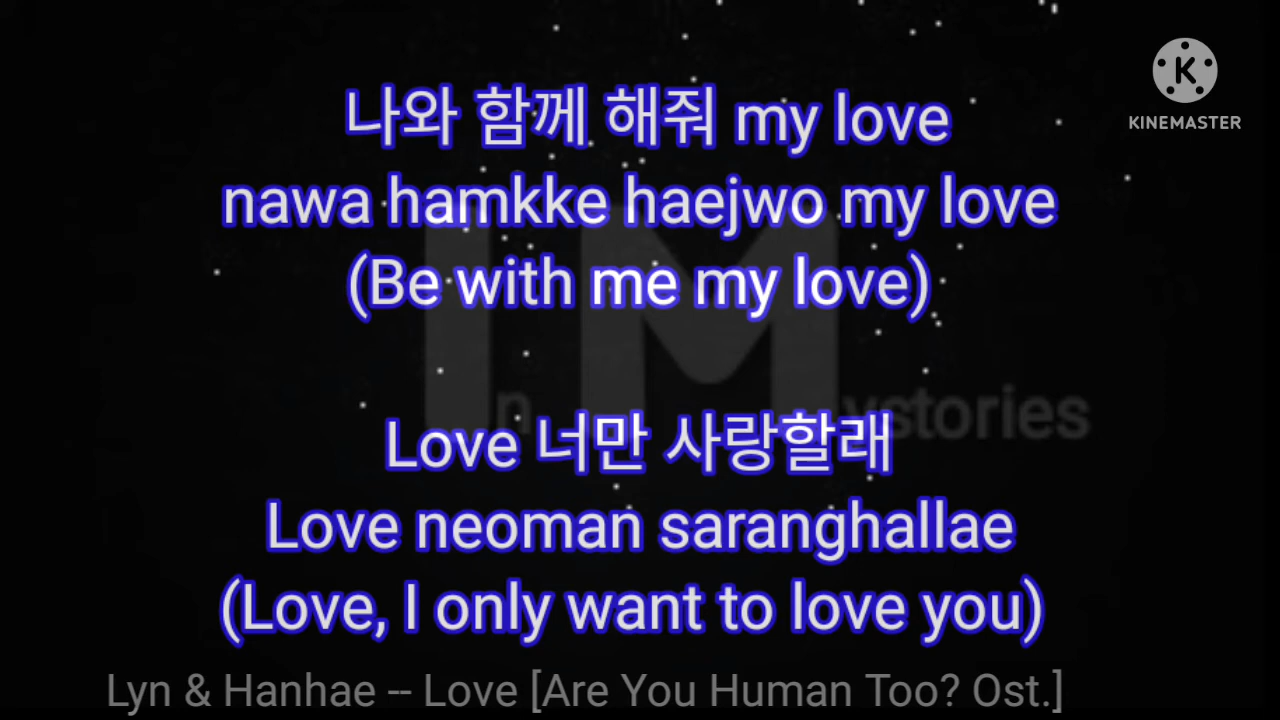 KINEMASTER
나와 함께 해줘 my love
nawa hamkke haejwo my love
(Be with me my love)
In Mystories
Love 너만 사랑할래
Love neoman saranghallae
(Love, I only want to love you)
Lyn & Hanhae -- Love [Are You Human Too? Ost.]